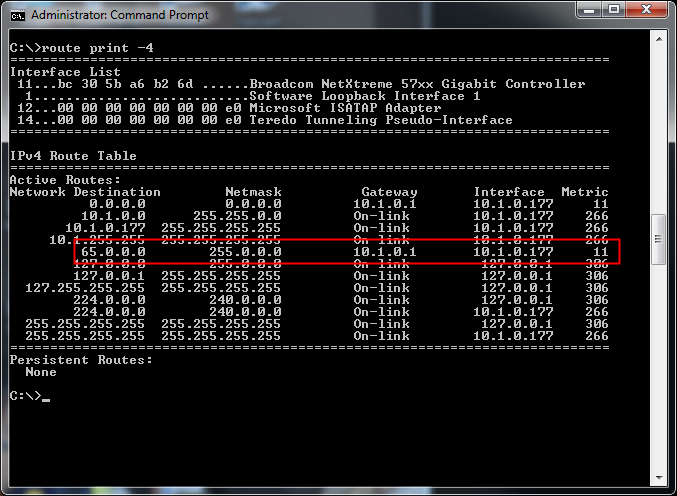 Administrator: Command Prompt
C:\>route print -4
===========================================================================
Interface List
11...bc 30 5b a6 b2 6d ......Broadcom NetXtreme 57xx Gigabit Controller
1...........................Software Loopback Interface 1
12...00 00 00 00 00 00 00 e0 Microsoft ISATAP Adapter
14...00 00 00 00 00 00 00 e0 Teredo Tunneling Pseudo-Interface
===========================================================================
IPv4 Route Table
===========================================================================
Active Routes:
Network Destination Netmask Gateway Interface Metric
0.0.0.0 0.0.0.0 10.1.0.1 10.1.0.177 11
10.1.0.0 255.255.0.0 On-link 10.1.0.177 266
10.1.0.177 255.255.255.255 On-link 10.1.0.177 266
10.1.255.255 255.255.255.255 On-link 10.1.0.177 266
65.0.0.0 255.0.0.0 10.1.0.1 10.1.0.177 11
127.0.0.0 255.0.0.0 On-link 127.0.0.1 306
127.0.0.1 255.255.255.255 On-link 127.0.0.1 306
127.255.255.255 255.255.255.255 On-link 127.0.0.1 306
224.0.0.0 240.0.0.0 On-link 127.0.0.1 306
224.0.0.0 240.0.0.0 On-link 10.1.0.177 266
255.255.255.255 255.255.255.255 On-link 127.0.0.1 306
255.255.255.255 255.255.255.255 On-link 10.1.0.177 266
===========================================================================
Persistent Routes:
None
C:\>_